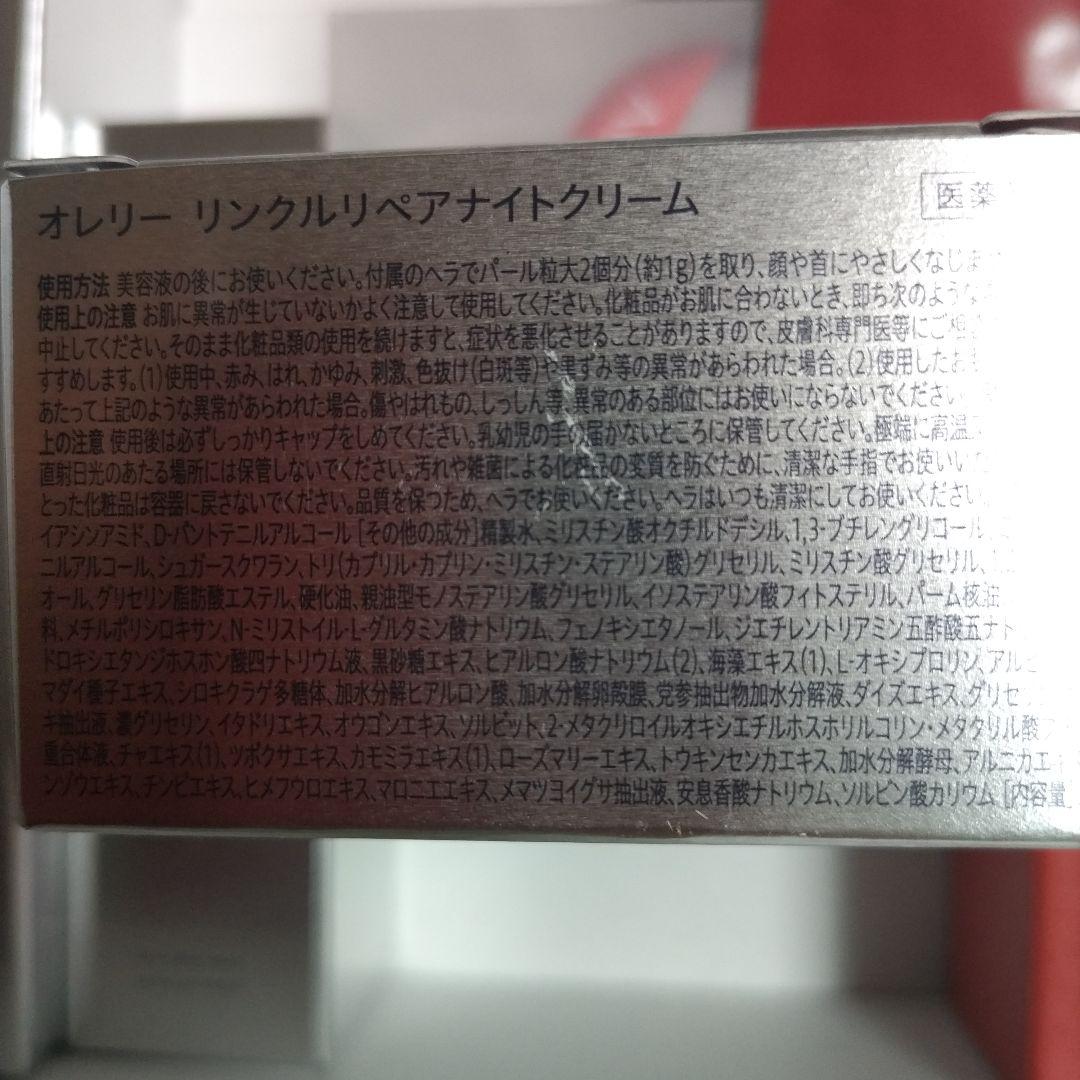 オレリー リンクルリペアナイトクリーム 医薬
使用方法 美容液の後にお使いください。付属のヘラでパール粒大2個分(約1g)を取り、顔や首にやさしくなじま
使用上の注意 お肌に異常が生じていないかよく注意して使用してください。化粧品がお肌に合わないとき、即ち次のような
中止してください。そのまま化粧品類の使用を続けますと、症状を悪化させることがありますので、皮膚科専門医等にご相
すすめします。(1)使用中、赤み、はれ、かゆみ、刺激、色抜け(白斑等)や黒ずみ等の異常があらわれた場合。(2)使用したお
あたって上記のような異常があらわれた場合。傷やはれもの、しっしん等、異常のある部位にはお使いにならないでください
上の注意 使用後は必ずしっかりキャップをしめてください。乳幼児の手の届かないところに保管してください。極端に高温
直射日光のあたる場所には保管しないでください。汚れや雑菌による化粧品の変質を防ぐために、清潔な手指でお使いい
とった化粧品は容器に戻さないでください。品質を保つため、ヘラでお使いください。ヘラはいつも清潔にしてお使いください
イアシンアミド、D-パントテニルアルコール [その他の成分]精製水、ミリスチン酸オクチルドデシル、1,3-ブチレングリコール、
ニルアルコール、シュガースクワラン、トリ(カプリル・カプリン・ミリスチン・ステアリン酸)グリセリル、ミリスチン酸グリセリル、
オール、グリセリン脂肪酸エステル、硬化油、親油型モノステアリン酸グリセリル、イソステアリン酸フィトステリル、パーム核油
料、メチルポリシロキサン、N-ミリストイル-L-グルタミン酸ナトリウム、フェノキシエタノール、ジエチレントリアミン五酢酸五ナト
ドロキシエタンジホスホン酸四ナトリウム液、黒砂糖エキス、ヒアルロン酸ナトリウム(2)、海藻エキス(1)、L-オキシプロリン、アル
マダイ種子エキス、シロキクラゲ多糖体、加水分解ヒアルロン酸、加水分解卵殻膜、党参抽出物加水分解液、ダイズエキス、グリセ
キ抽出液、濃グリセリン、イタドリエキス、オウゴンエキス、ソルビット、2-メタクリロイルオキシエチルホスホリルコリン・メタクリル酸
重合体液、チャエキス(1)、ツボクサエキス、カモミラエキス(1)、ローズマリーエキス、トウキンセンカエキス、加水分解酵母、アルニカエ
ンゾウエキス、チンピエキス、ヒメフウロエキス、マロニエエキス、メマツヨイグサ抽出液、安息香酸ナトリウム、ソルビン酸カリウム [内容量